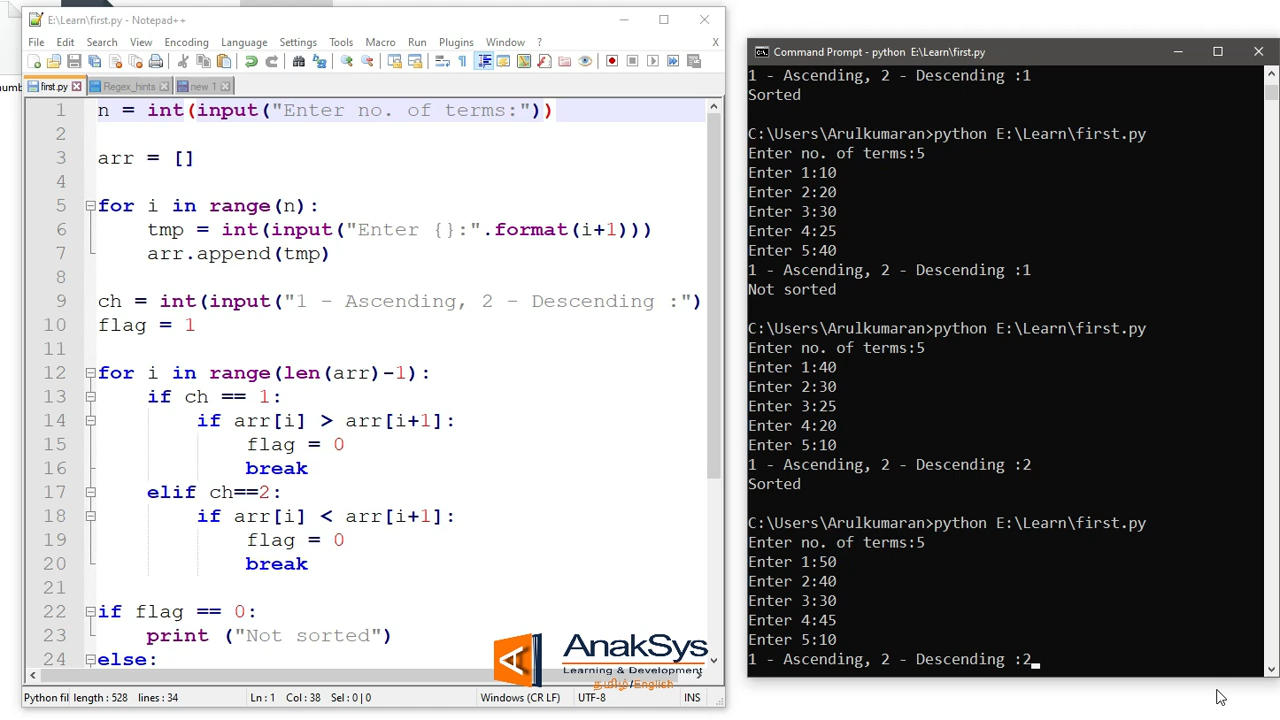 E:\Learn\first.py - Notepad++
File Edit Search View Encoding Language Settings Tools Macro Run Plugins Window ? X
first.py Regex_hints new 1
1 n = int(input("Enter no. of terms:"))
2
3 arr = []
4
5 for i in range(n):
6 tmp = int(input("Enter {}:".format(i+1)))
7 arr.append(tmp)
8
9 ch = int(input("1 - Ascending, 2 - Descending :")
10 flag = 1
11
12 for i in range(len(arr)-1):
13 if ch == 1:
14 if arr[i] > arr[i+1]:
15 flag = 0
16 break
17 elif ch==2:
18 if arr[i] < arr[i+1]:
19 flag = 0
20 break
21
22 if flag == 0:
23 print ("Not sorted")
24 else:
AnakSys
Learning & Development
தமிழ்/English
Python fil length : 528 lines : 34 Ln : 1 Col : 38 Sel : 0 | 0 Windows (CR LF) UTF-8 INS
Command Prompt - python E:\Learn\first.py
1 - Ascending, 2 - Descending :1
Sorted
C:\Users\Arulkumaran>python E:\Learn\first.py
Enter no. of terms:5
Enter 1:10
Enter 2:20
Enter 3:30
Enter 4:25
Enter 5:40
1 - Ascending, 2 - Descending :1
Not sorted
C:\Users\Arulkumaran>python E:\Learn\first.py
Enter no. of terms:5
Enter 1:40
Enter 2:30
Enter 3:25
Enter 4:20
Enter 5:10
1 - Ascending, 2 - Descending :2
Sorted
C:\Users\Arulkumaran>python E:\Learn\first.py
Enter no. of terms:5
Enter 1:50
Enter 2:40
Enter 3:30
Enter 4:45
Enter 5:10
1 - Ascending, 2 - Descending :2